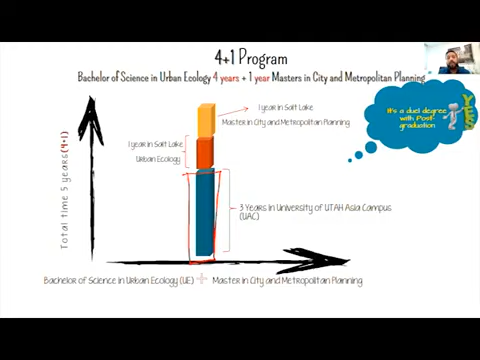 4+1 Program
Bachelor of Science in Urban Ecology 4 years + 1 year Masters in City and Metropolitan Planning
It's a duel degree
with Post-
graduation
YES
1 year in Salt Lake
Master in City and Metropolitan Planning
1 year in Salt Lake
Urban Ecology
3 Years in University of UTAH Asia Campus
(UAC)
Total time 5 years(4+1)
Bachelor of Science in Urban Ecology (UE) + Master in City and Metropolitan Planning